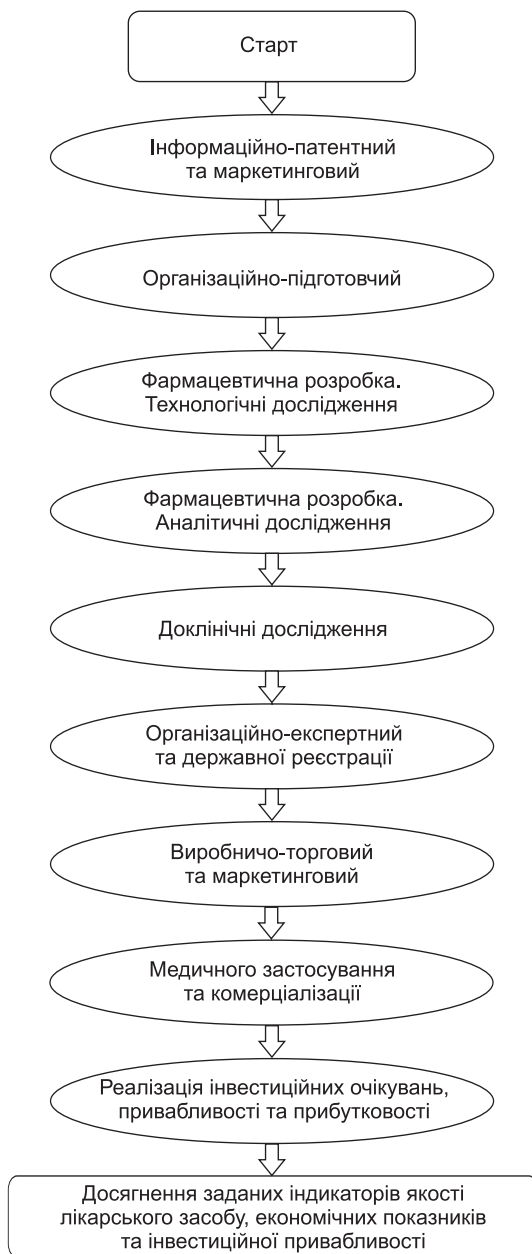 Старт
Інформаційно-патентний
та маркетинговий
Організаційно-підготовчий
Фармацевтична розробка.
Технологічні дослідження
Фармацевтична розробка.
Аналітичні дослідження
Доклінічні дослідження
Організаційно-експертний
та державної реєстрації
Виробничо-торговий
та маркетинговий
Медичного застосування
та комерціалізації
Реалізація інвестиційних очікувань,
привабливості та прибутковості
Досягнення заданих індикаторів якості
лікарського засобу, економічних показників
та інвестиційної привабливості